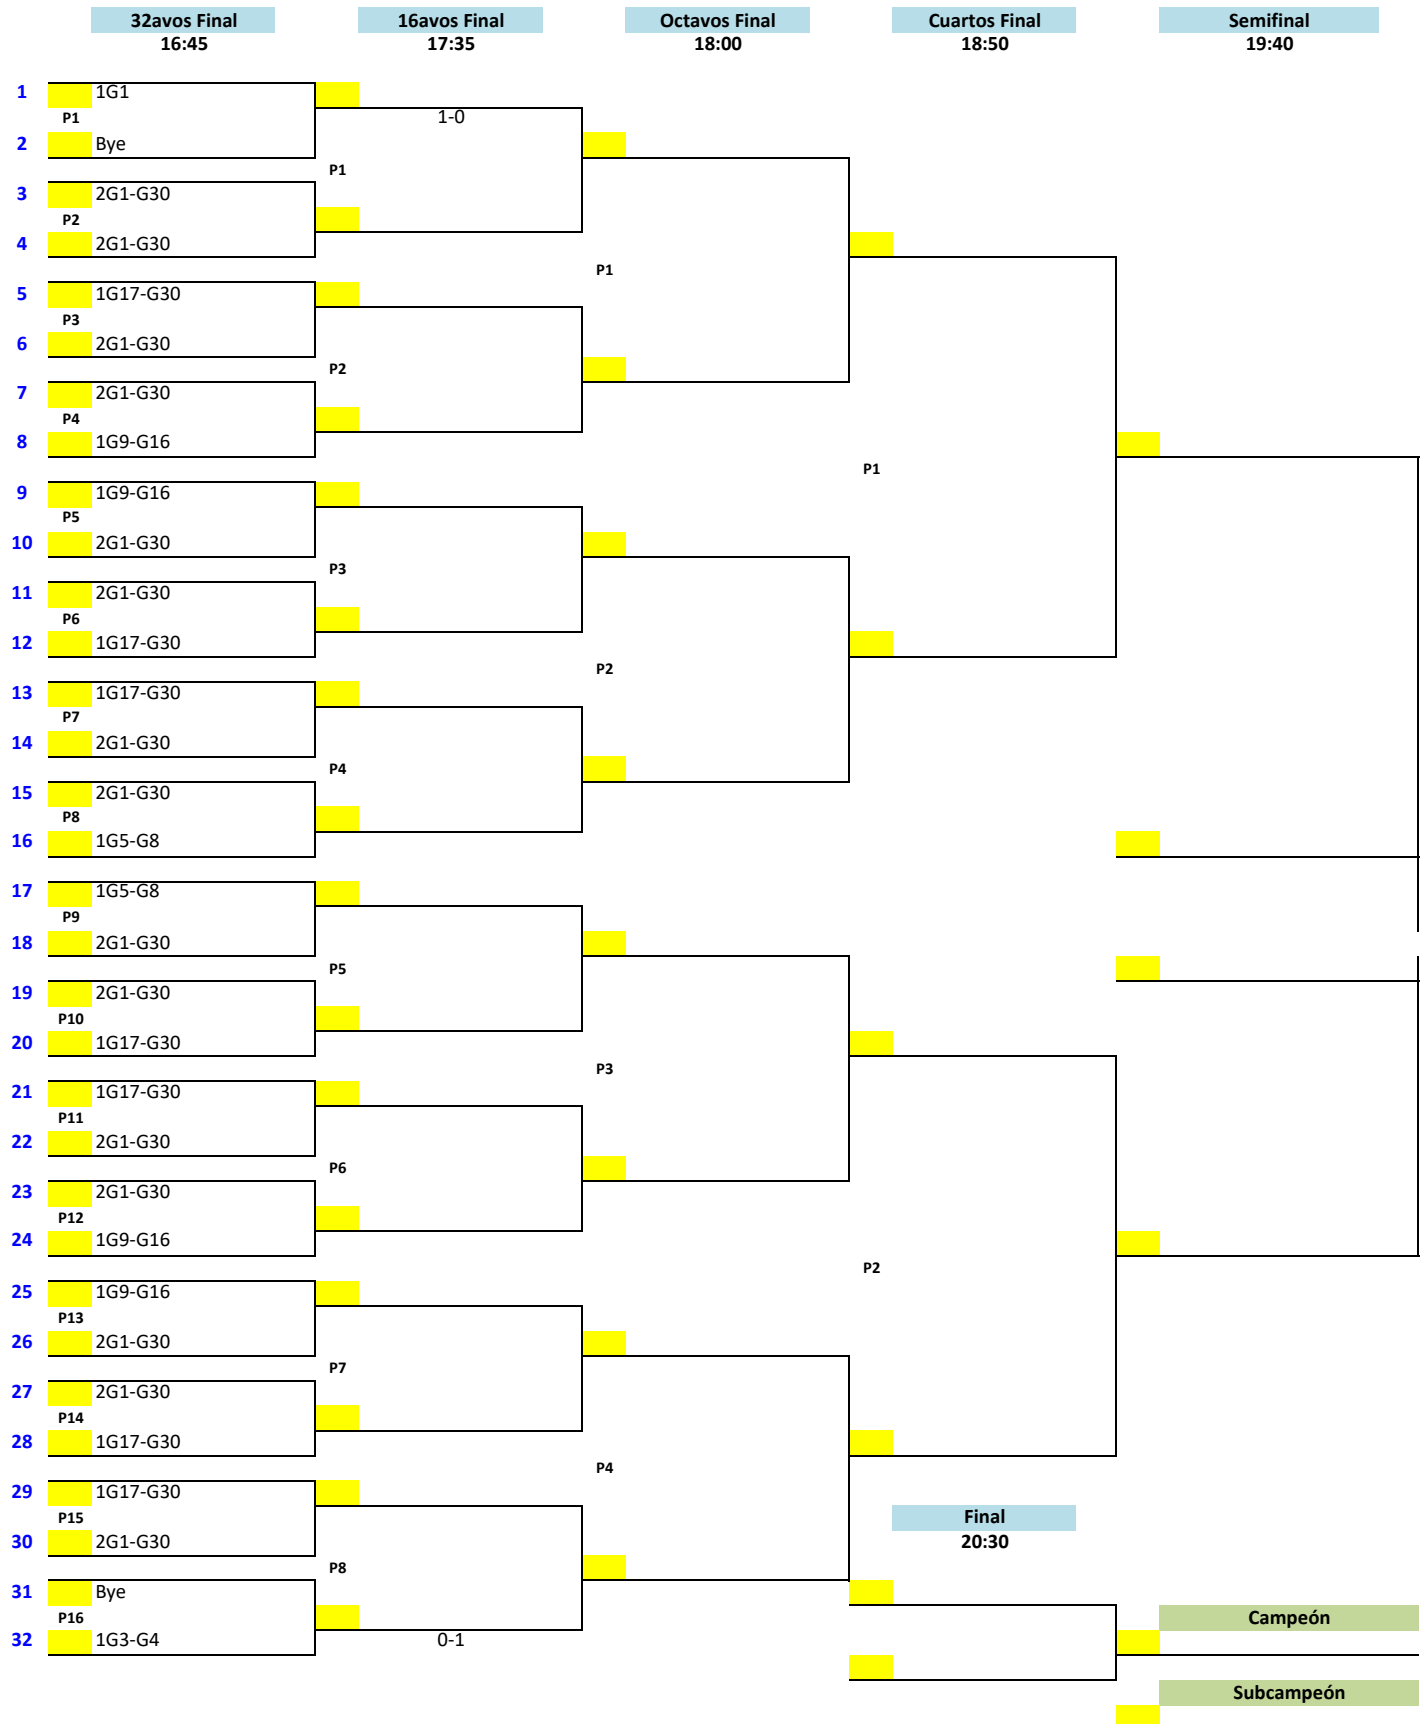 32avos Final 16avos Final Octavos Final Cuartos Final Semifinal
16:45 17:35 18:00 18:50 19:40
1 1G1
P1 1-0
2 Bye
P1
3 2G1-G30
P2
4 2G1-G30
P1
5 1G17-G30
P3
6 2G1-G30
P2
7 2G1-G30
P4
8 1G9-G16
P1
9 1G9-G16
P5
10 2G1-G30
P3
11 2G1-G30
P6
12 1G17-G30
P2
13 1G17-G30
P7
14 2G1-G30
P4
15 2G1-G30
P8
16 1G5-G8
17 1G5-G8
P9
18 2G1-G30
P5
19 2G1-G30
P10
20 1G17-G30
P3
21 1G17-G30
P11
22 2G1-G30
P6
23 2G1-G30
P12
24 1G9-G16
P2
25 1G9-G16
P13
26 2G1-G30
P7
27 2G1-G30
P14
28 1G17-G30
P4
29 1G17-G30
P15 Final
30 2G1-G30 20:30
P8
31 Bye
P16 Campeón
32 1G3-G4 0-1
Subcampeón